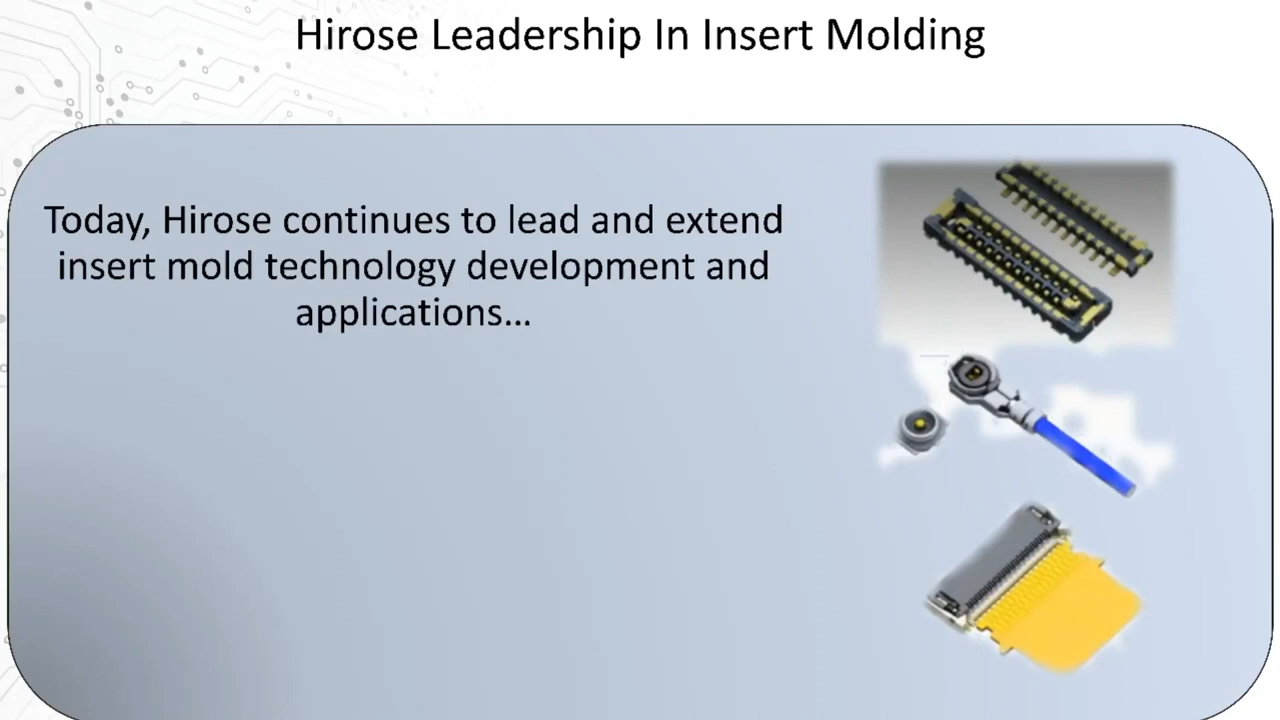 Hirose Leadership In Insert Molding
Today, Hirose continues to lead and extend
insert mold technology development and
applications...